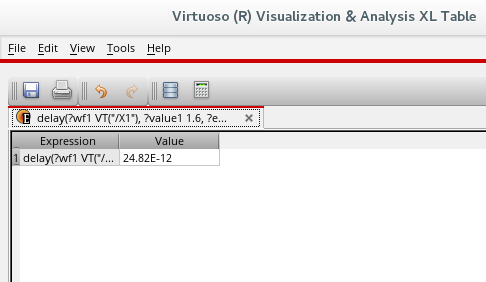 Virtuoso (R) Visualization & Analysis XL Table
File Edit View Tools Help
delay(?wf1 VT("/X1"), ?value1 1.6, ?e...
Expression Value
1 delay(?wf1 VT("/... 24.82E-12